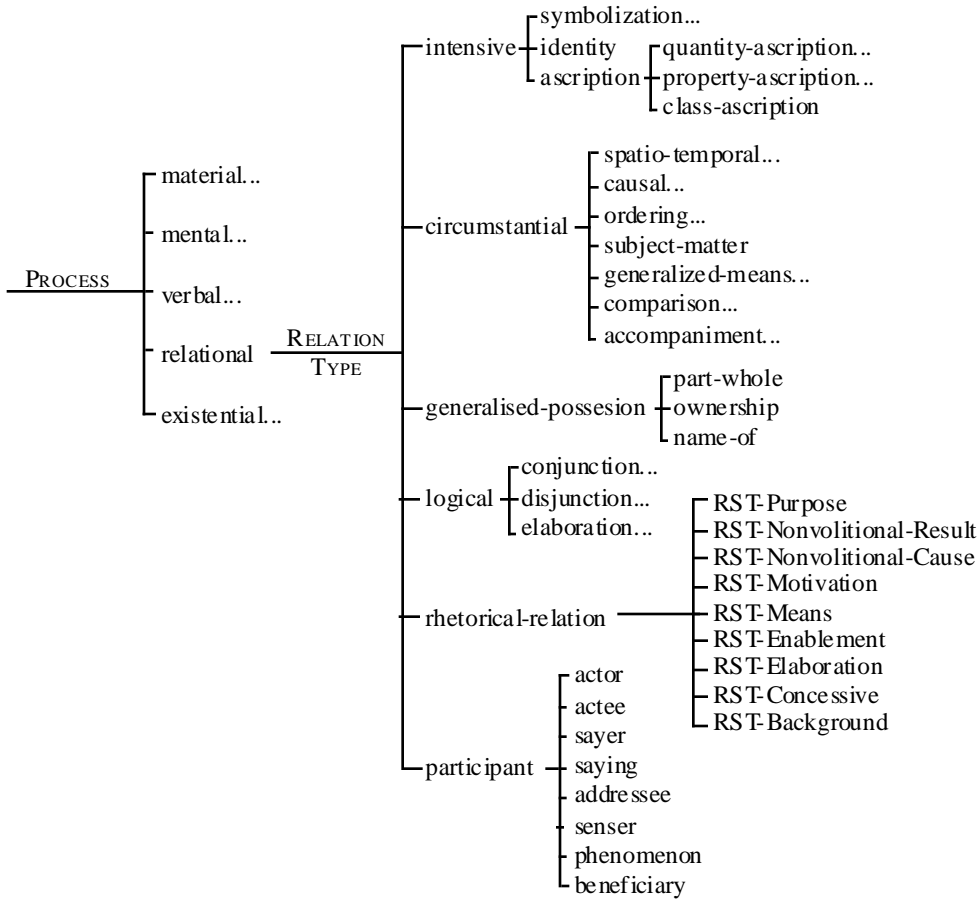 PROCESS
material...
mental...
verbal...
relational
existential...
RELATION
TYPE
intensive
symbolization...
identity
ascription
quantity-ascription...
property-ascription...
class-ascription
circumstantial
spatio-temporal...
causal...
ordering...
subject-matter
generalized-means...
comparison...
accompaniment...
generalised-possesion
part-whole
ownership
name-of
logical
conjunction...
disjunction...
elaboration...
rhetorical-relation
RST-Purpose
RST-Nonvolitional-Result
RST-Nonvolitional-Cause
RST-Motivation
RST-Means
RST-Enablement
RST-Elaboration
RST-Concessive
RST-Background
participant
actor
actee
sayer
saying
addressee
senser
phenomenon
beneficiary